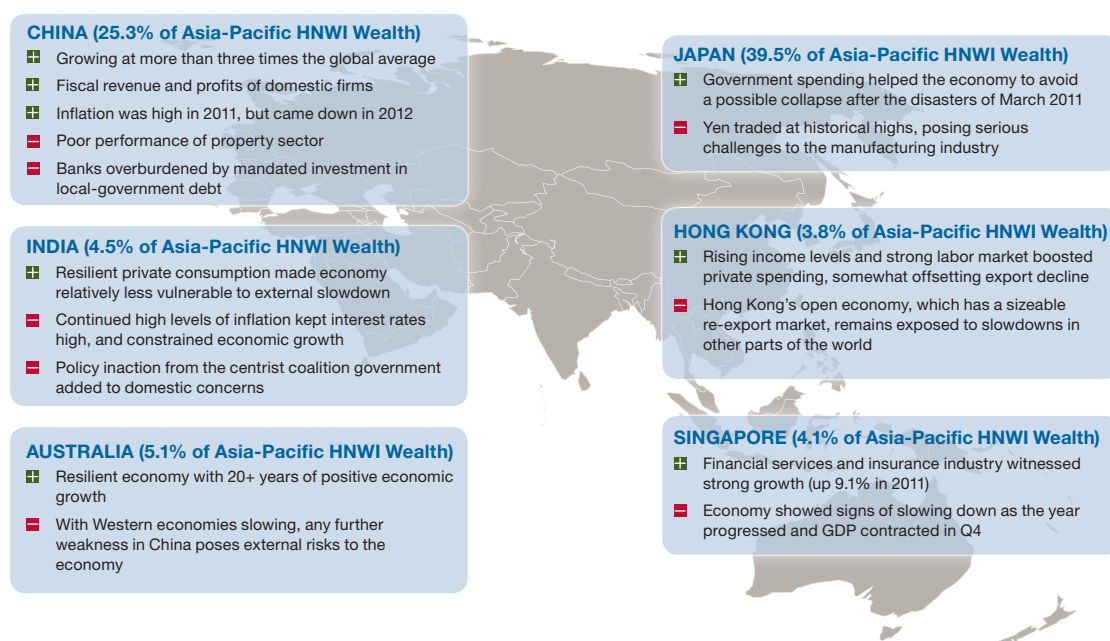 CHINA (25.3% of Asia-Pacific HNWI Wealth)
Growing at more than three times the global average
Fiscal revenue and profits of domestic firms
Inflation was high in 2011, but came down in 2012
Poor performance of property sector
Banks overburdened by mandated investment in
local-government debt
INDIA (4.5% of Asia-Pacific HNWI Wealth)
Resilient private consumption made economy
relatively less vulnerable to external slowdown
Continued high levels of inflation kept interest rates
high, and constrained economic growth
Policy inaction from the centrist coalition government
added to domestic concerns
AUSTRALIA (5.1% of Asia-Pacific HNWI Wealth)
Resilient economy with 20+ years of positive economic
growth
With Western economies slowing, any further
weakness in China poses external risks to the
economy
JAPAN (39.5% of Asia-Pacific HNWI Wealth)
Government spending helped the economy to avoid
a possible collapse after the disasters of March 2011
Yen traded at historical highs, posing serious
challenges to the manufacturing industry
HONG KONG (3.8% of Asia-Pacific HNWI Wealth)
Rising income levels and strong labor market boosted
private spending, somewhat offsetting export decline
Hong Kong's open economy, which has a sizeable
re-export market, remains exposed to slowdowns in
other parts of the world
SINGAPORE (4.1% of Asia-Pacific HNWI Wealth)
Financial services and insurance industry witnessed
strong growth (up 9.1% in 2011)
Economy showed signs of slowing down as the year
progressed and GDP contracted in Q4